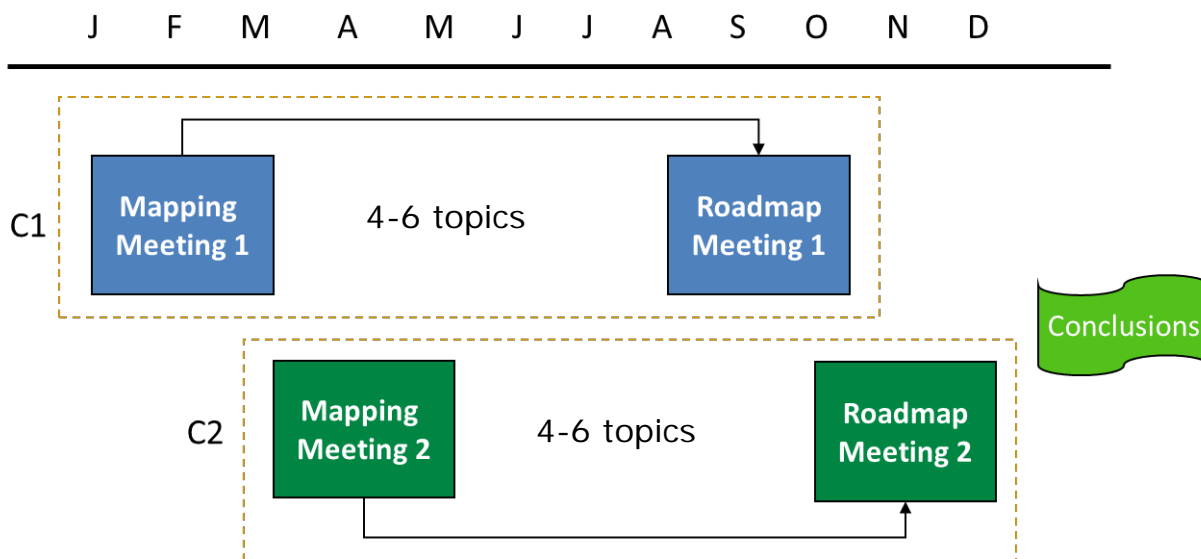 J F M A M J J A S O N D
C1
Mapping
Meeting 1
4-6 topics
Roadmap
Meeting 1
Conclusions
C2
Mapping
Meeting 2
4-6 topics
Roadmap
Meeting 2